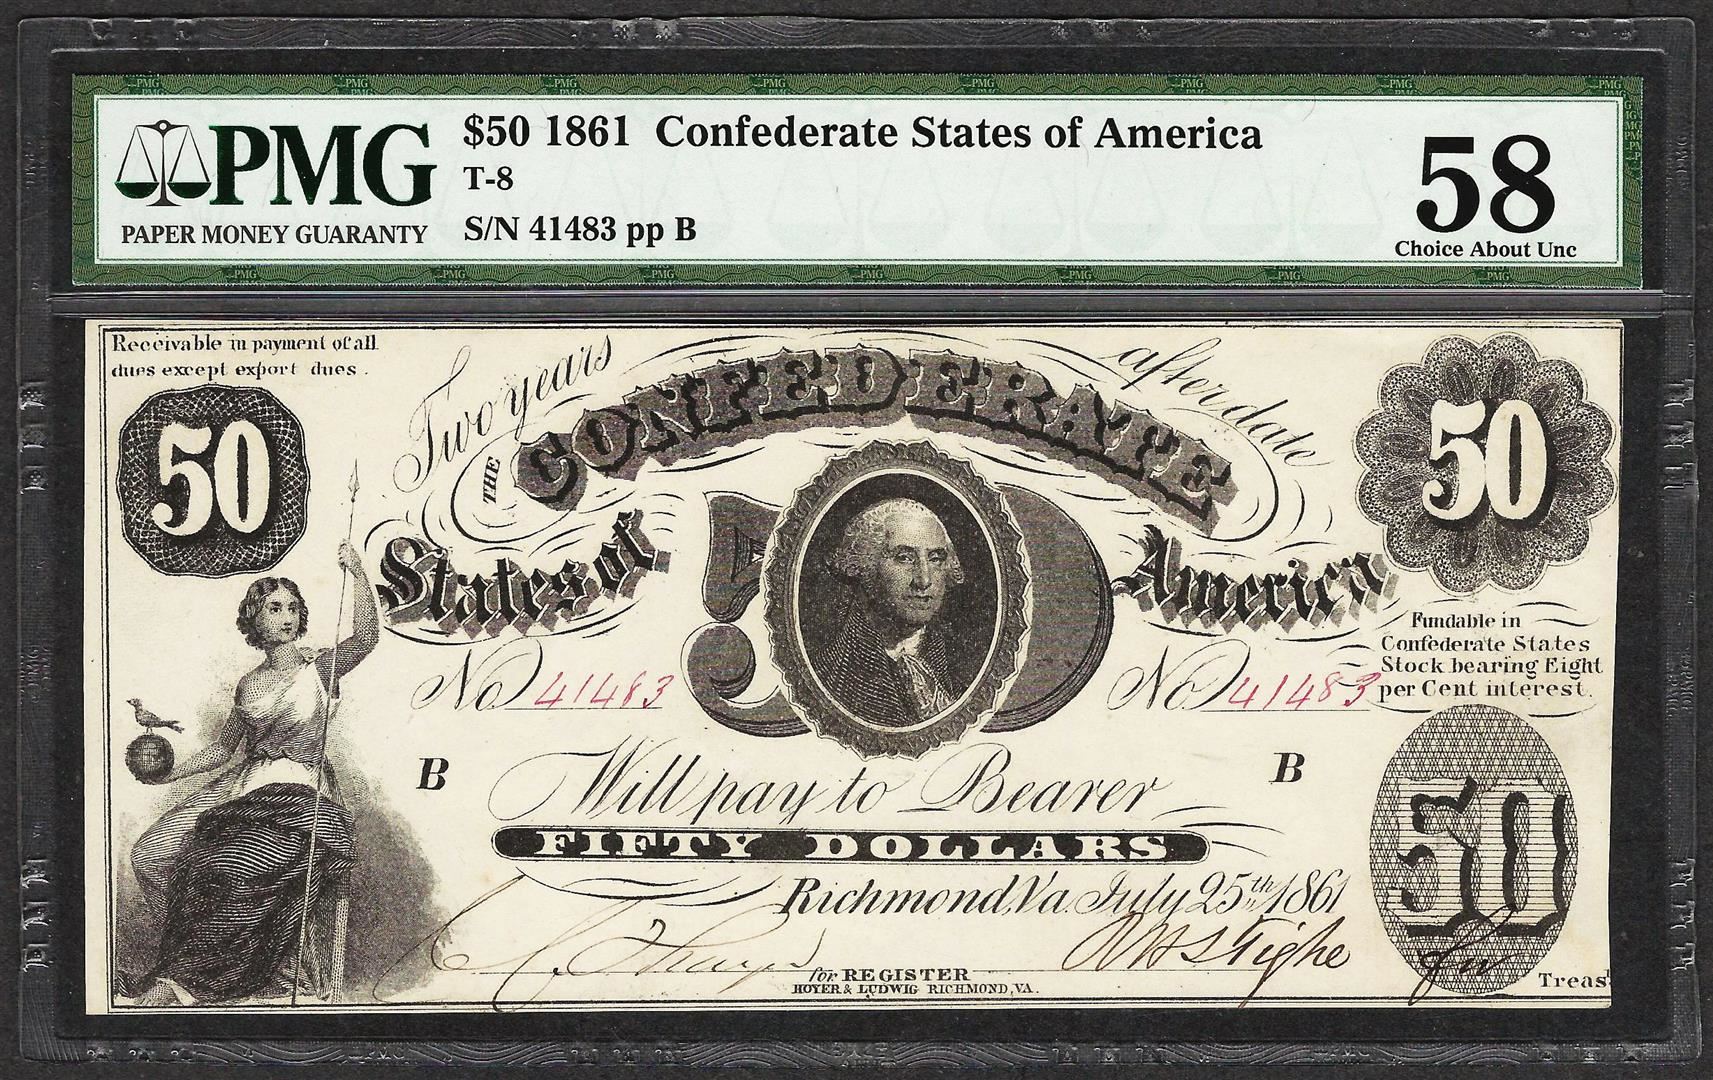 PMG
PAPER MONEY GUARANTY
$50 1861 Confederate States of America
T-8
S/N 41483 pp B
58
Choice About Unc
Receivable in payment of all
dues except export dues.
Two years after date
50
50
THE CONFEDERATE
States of America
Fundable in
Confederate States
Stock bearing Eight
per Cent interest.
50
No 41483
No 41483
B
B
Will pay to Bearer
FIFTY DOLLARS
50
Richmond, Va. July 25th 1861
for
for REGISTER
Treasr
HOYER & LUDWIG RICHMOND, VA.